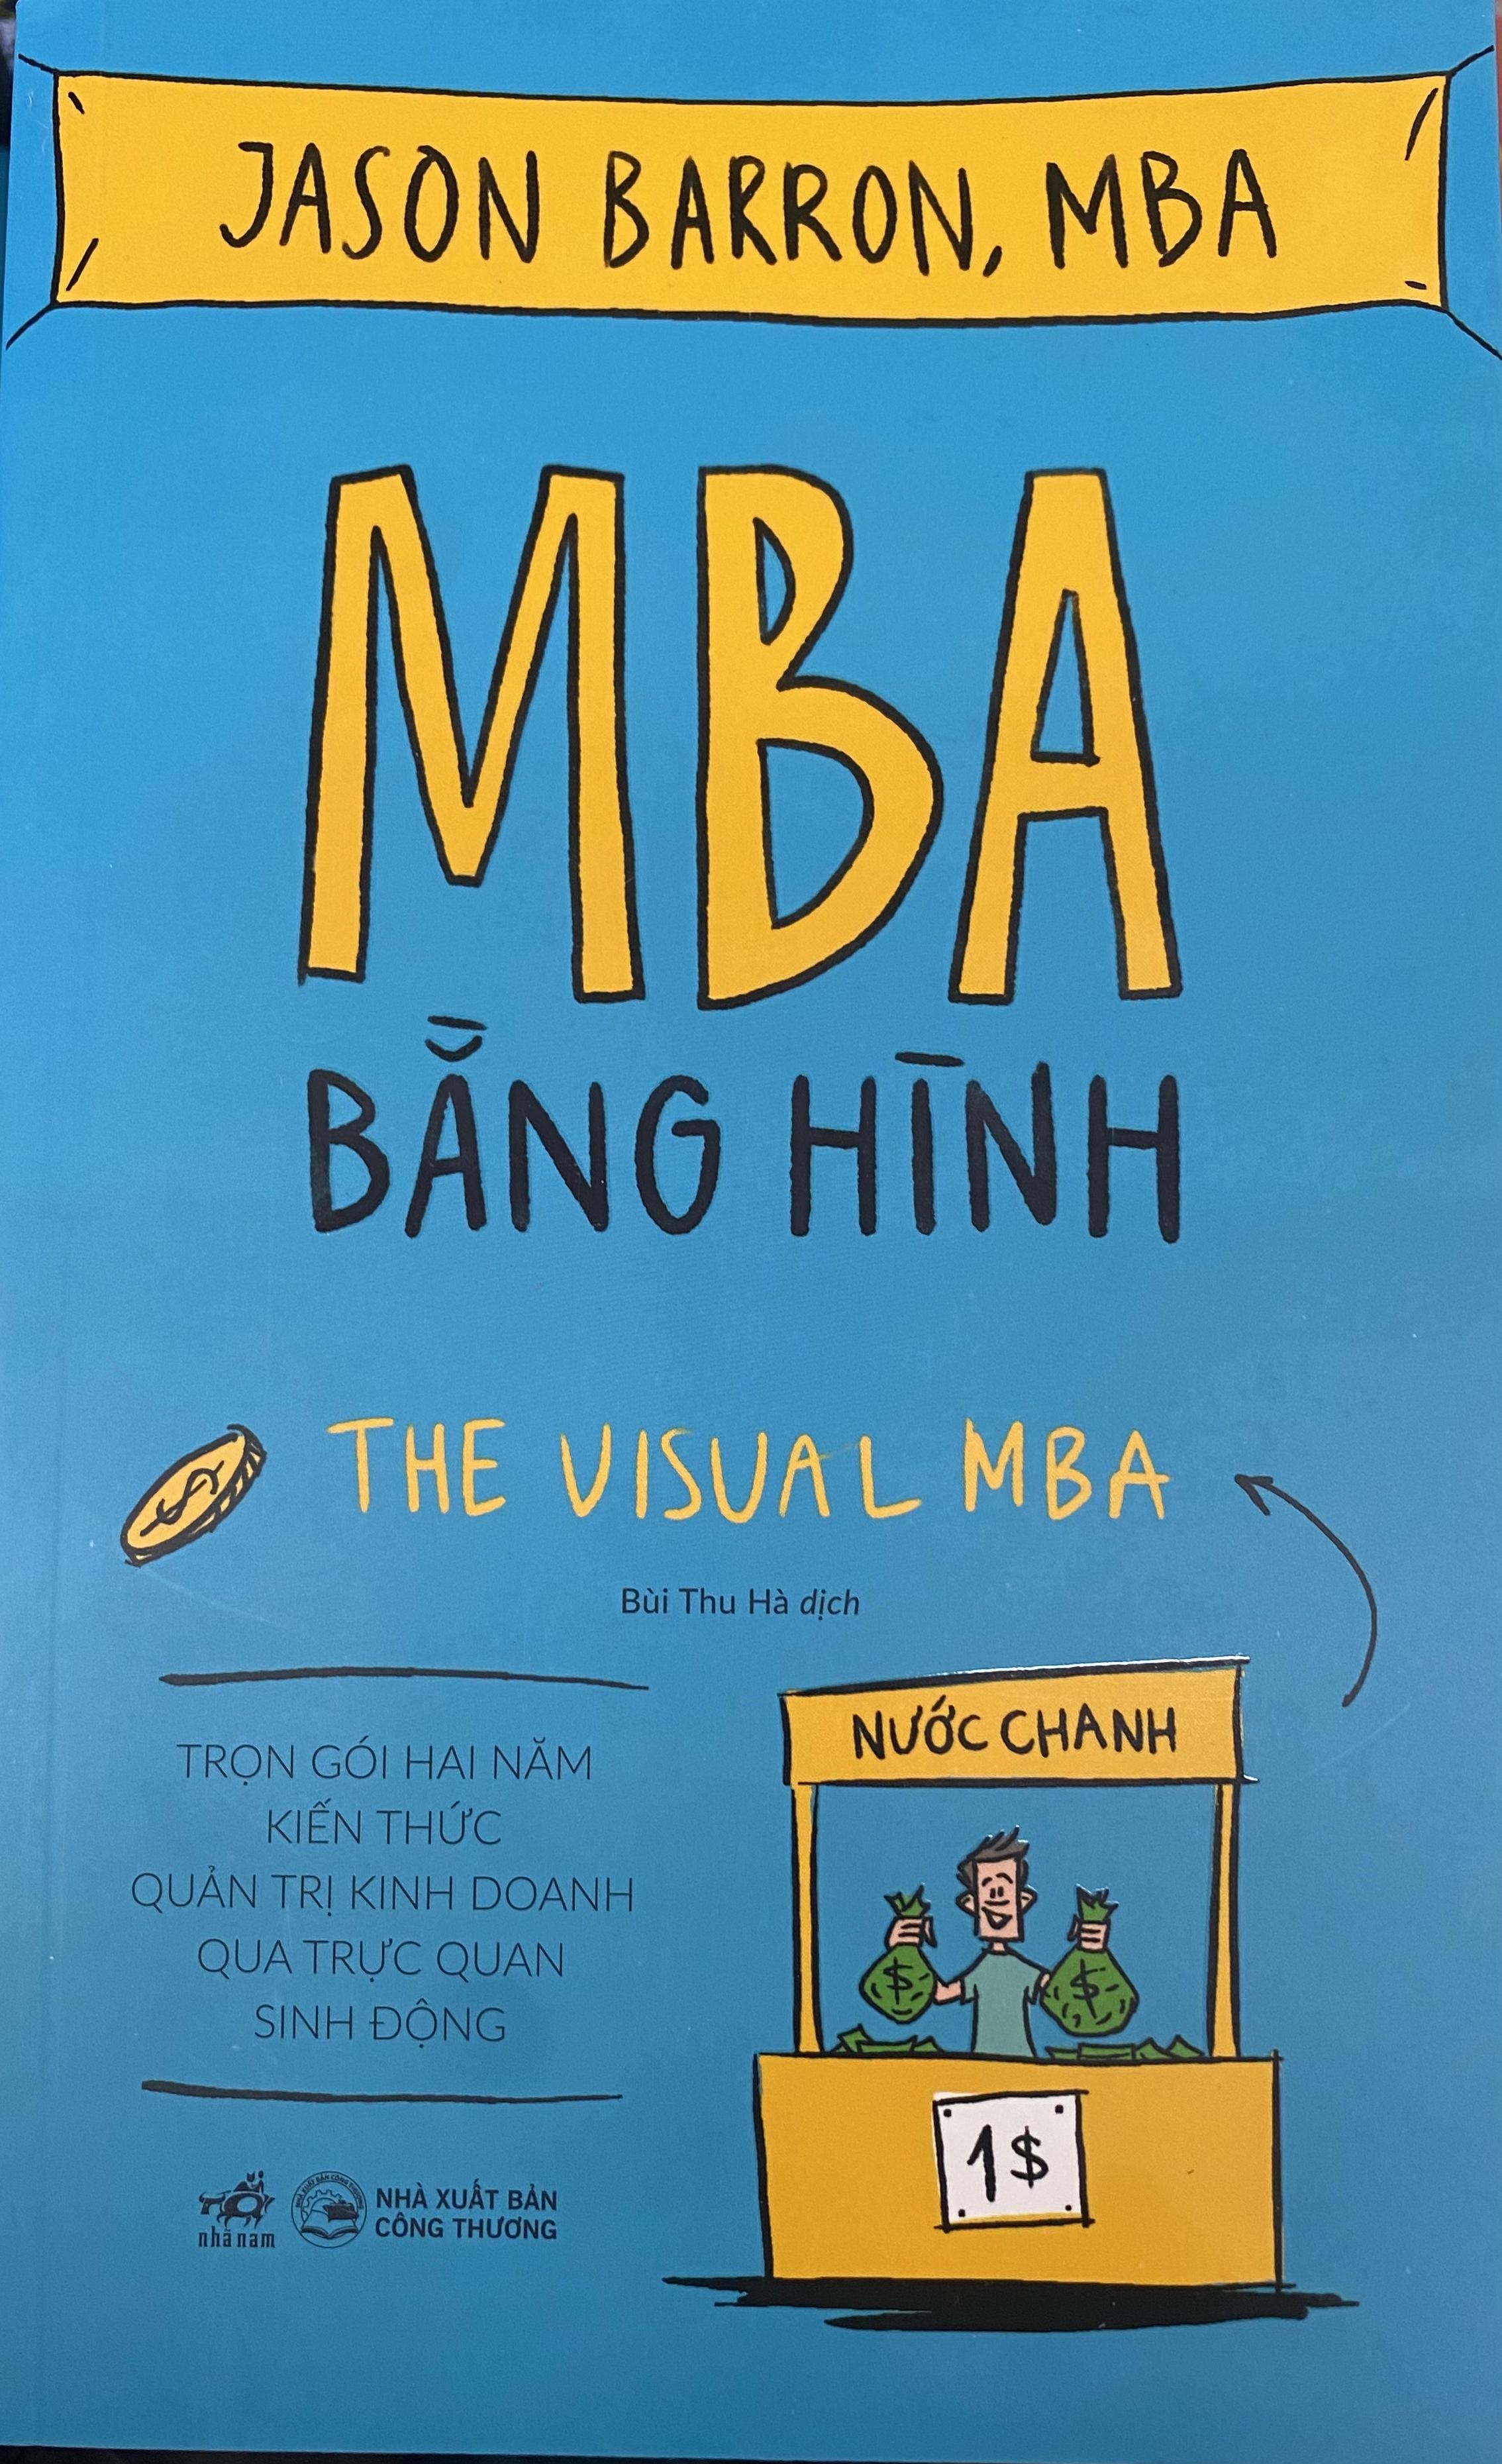 JASON BARRON, MBA
MBA
BẰNG HÌNH
THE VISUAL MBA
Bùi Thu Hà dịch
TRỌN GÓI HAI NĂM
KIẾN THỨC
QUẢN TRỊ KINH DOANH
QUA TRỰC QUAN
SINH ĐỘNG
NƯỚC CHANH
$ $
1$
nhã nam
NHÀ XUẤT BẢN
CÔNG THƯƠNG